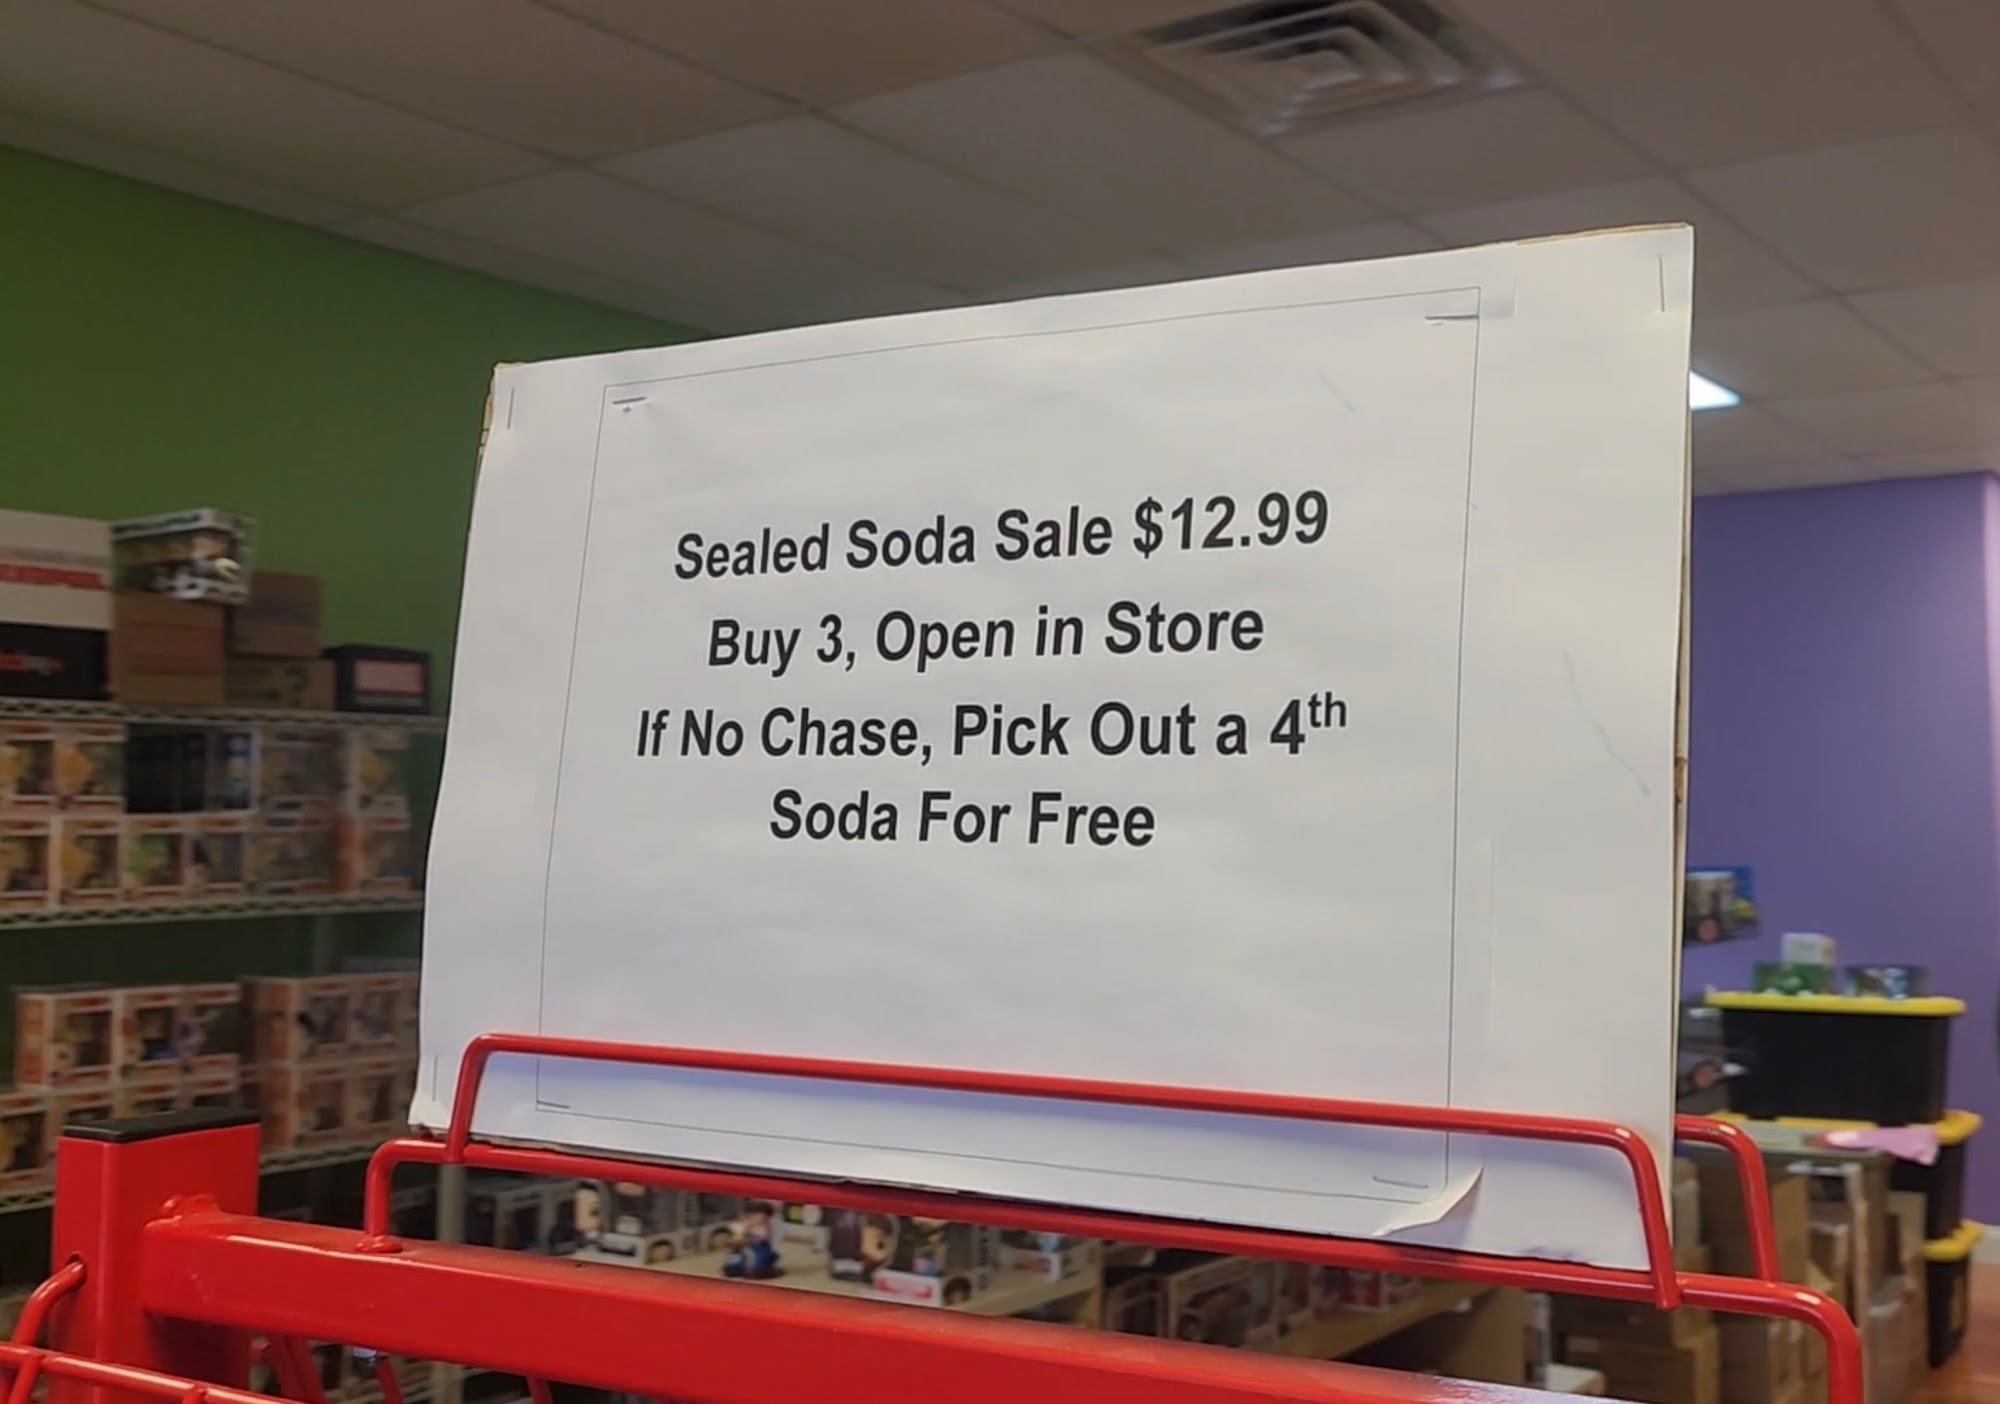 Sealed Soda Sale $12.99
Buy 3, Open in Store
If No Chase, Pick Out a 4th
Soda For Free